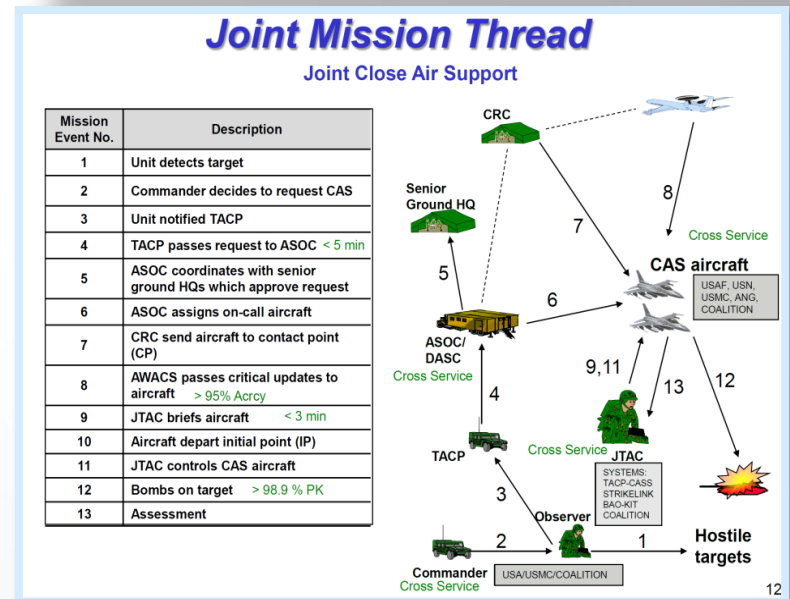 Joint Mission Thread
Joint Close Air Support
Mission
Event No.
Description
1
Unit detects target
2
Commander decides to request CAS
3
Unit notified TACP
4
TACP passes request to ASOC < 5 min
5
ASOC coordinates with senior
ground HQs which approve request
6
ASOC assigns on-call aircraft
7
CRC send aircraft to contact point
(CP)
8
AWACS passes critical updates to
aircraft > 95% Acrcy
9
JTAC briefs aircraft < 3 min
10
Aircraft depart initial point (IP)
11
JTAC controls CAS aircraft
12
Bombs on target > 98.9 % PK
13
Assessment
CRC
8
Senior
Ground HQ
7
Cross Service
CAS aircraft
USAF, USN,
USMC, ANG,
COALITION
5
6
ASOC/
DASC
Cross Service
9,11
13
12
4
TACP
Cross Service
JTAC
SYSTEMS:
TACP-CASS
STRIKELINK
BAO-KIT
COALITION
3
Observer
2
1
Hostile
targets
Commander
Cross Service
USA/USMC/COALITION
12